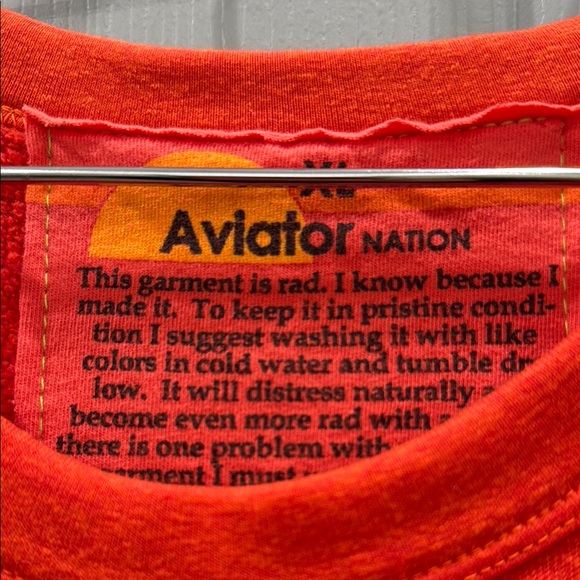 XL
Aviator NATION
This garment is rad. I know because I
made it. To keep it in pristine condi-
tion I suggest washing it with like
colors in cold water and tumble
low. It will distress naturally
become even more rad with
there is one problem with
garment I must